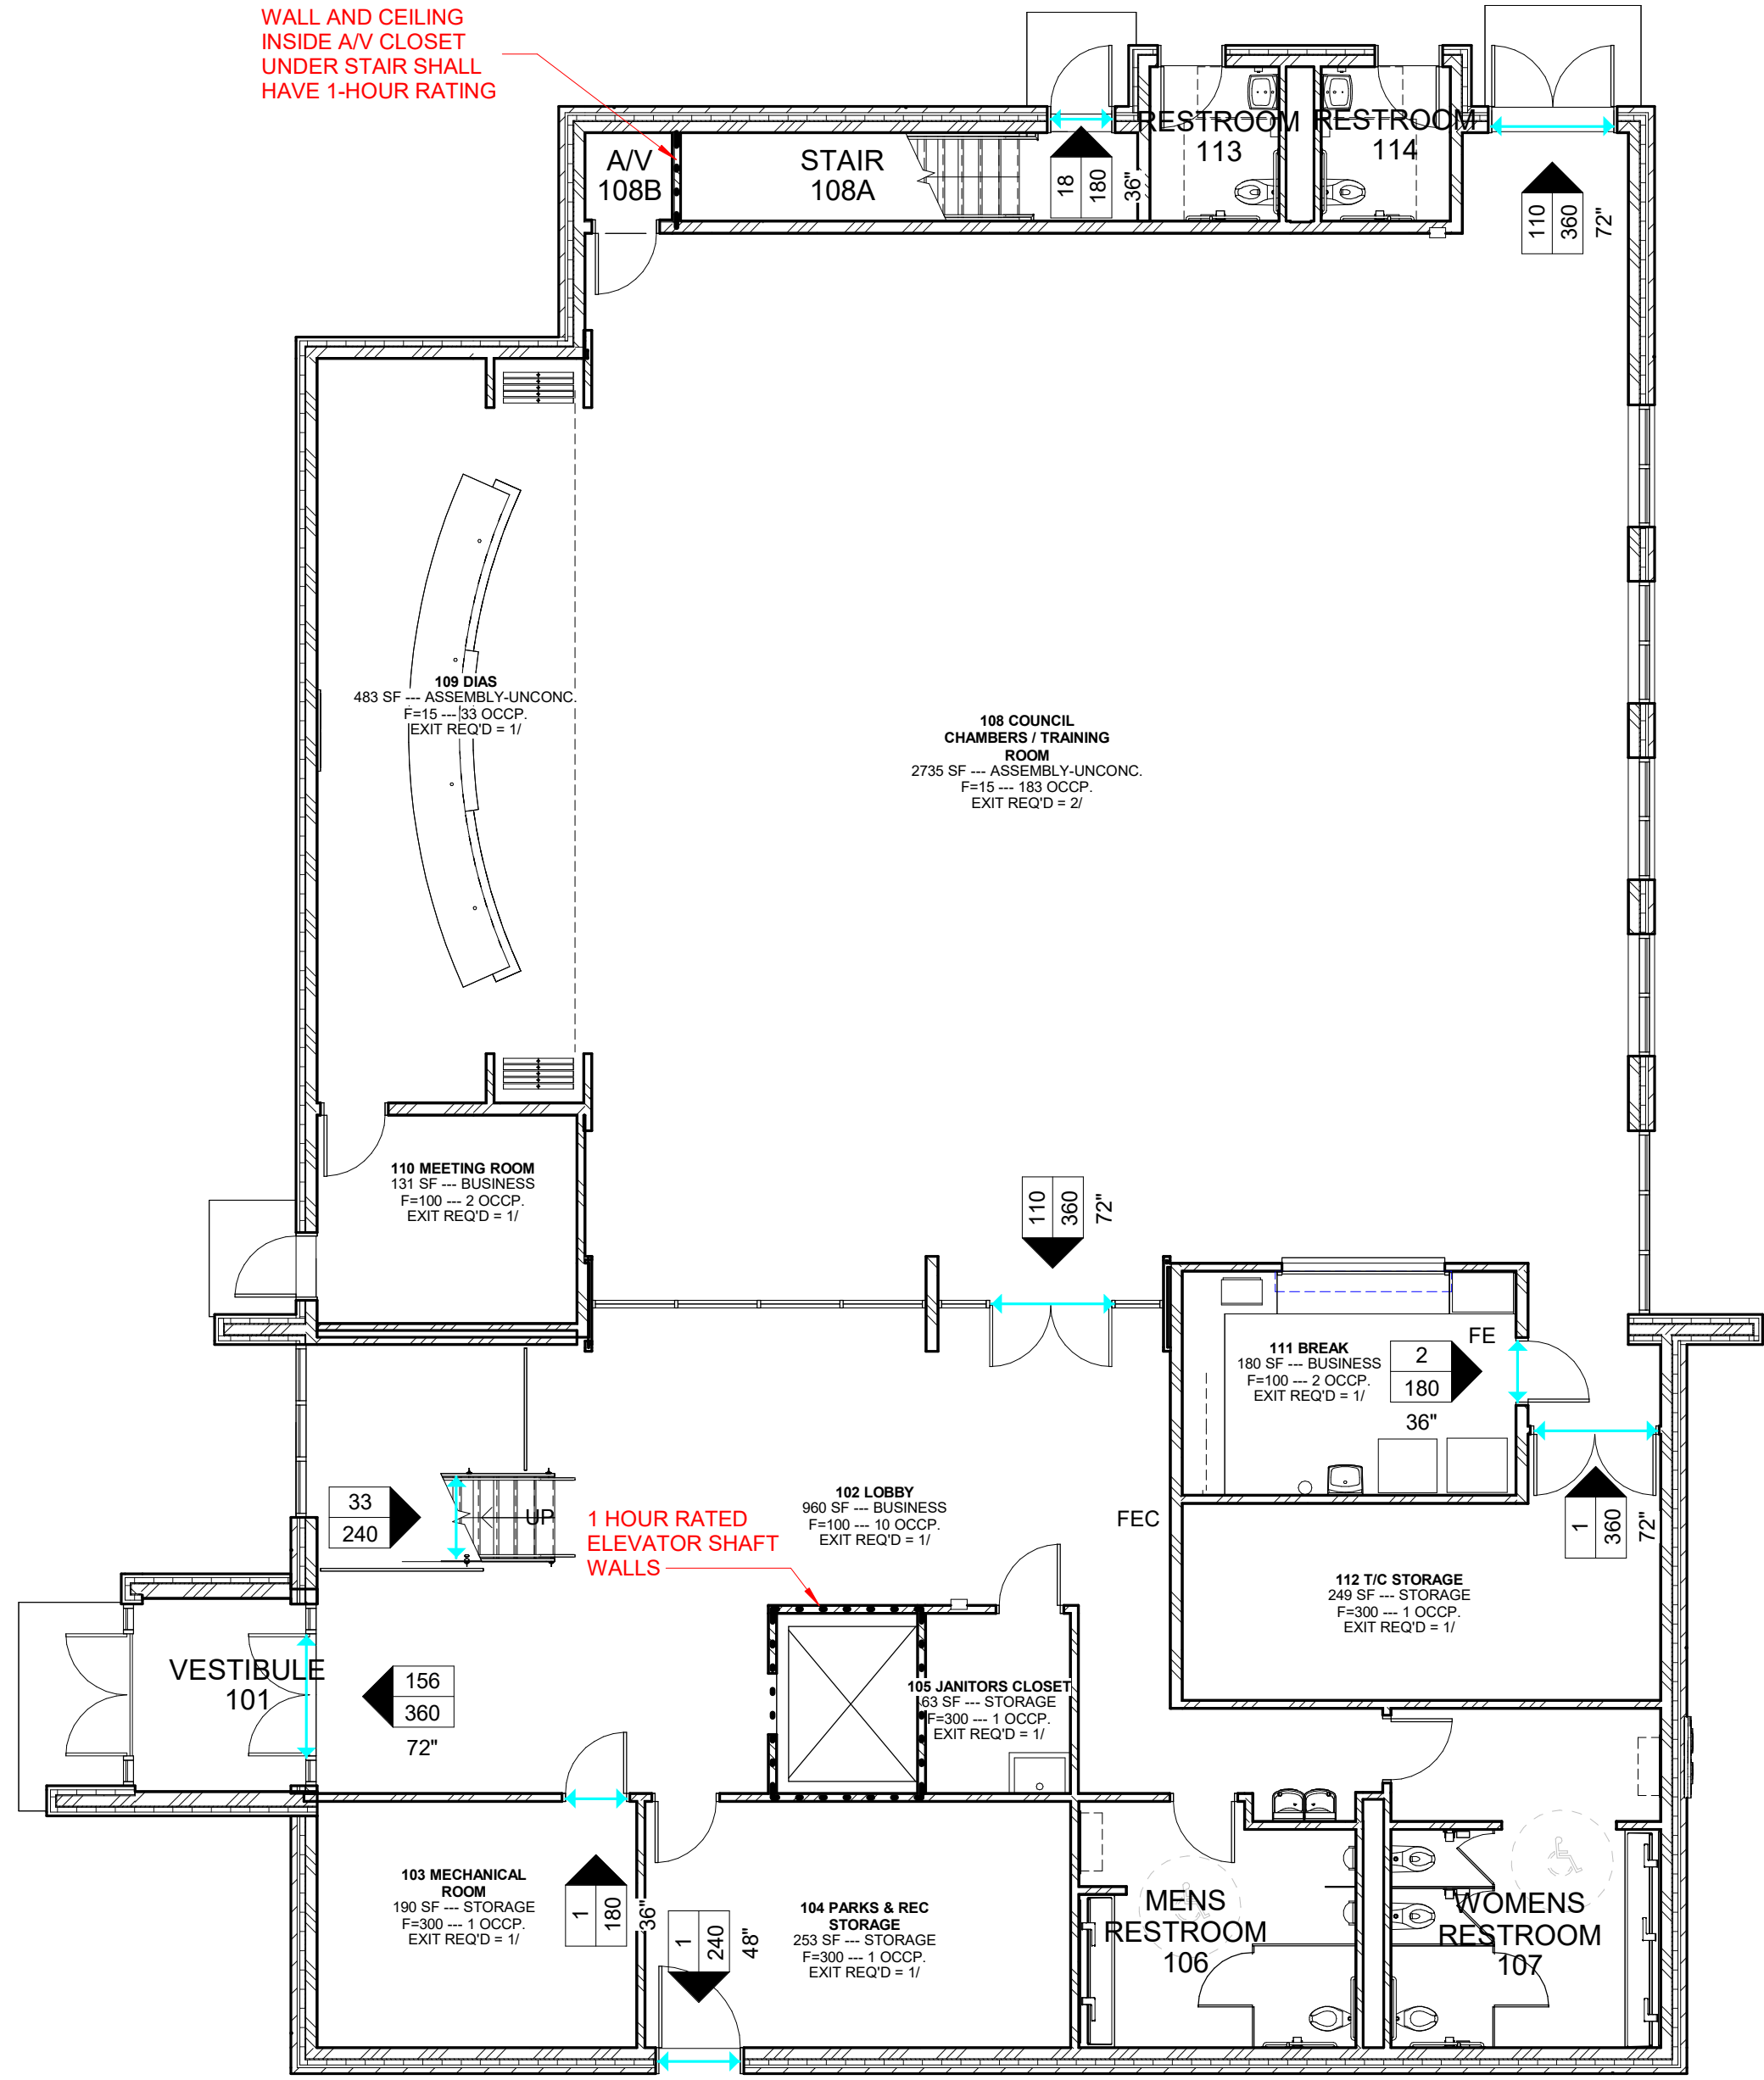 WALL AND CEILING
INSIDE A/V CLOSET
UNDER STAIR SHALL
HAVE 1-HOUR RATING
A/V
108B
STAIR
108A
18
180
36"
RESTROOM
113
RESTROOM
114
110
360
72"
109 DIAS
483 SF --- ASSEMBLY-UNCONC.
F=15 --- 33 OCCP.
EXIT REQ'D = 1/
108 COUNCIL
CHAMBERS / TRAINING
ROOM
2735 SF --- ASSEMBLY-UNCONC.
F=15 --- 183 OCCP.
EXIT REQ'D = 2/
110 MEETING ROOM
131 SF --- BUSINESS
F=100 --- 2 OCCP.
EXIT REQ'D = 1/
110
360
72"
111 BREAK
180 SF --- BUSINESS
F=100 --- 2 OCCP.
EXIT REQ'D = 1/
2
180
36"
FE
33
240
UP
102 LOBBY
960 SF --- BUSINESS
F=100 --- 10 OCCP.
EXIT REQ'D = 1/
1 HOUR RATED
ELEVATOR SHAFT
WALLS
FEC
1
360
72"
112 T/C STORAGE
249 SF --- STORAGE
F=300 --- 1 OCCP.
EXIT REQ'D = 1/
VESTIBULE
101
156
360
72"
105 JANITORS CLOSET
63 SF --- STORAGE
F=300 --- 1 OCCP.
EXIT REQ'D = 1/
103 MECHANICAL
ROOM
190 SF --- STORAGE
F=300 --- 1 OCCP.
EXIT REQ'D = 1/
1
180
36"
1
240
48"
104 PARKS & REC
STORAGE
253 SF --- STORAGE
F=300 --- 1 OCCP.
EXIT REQ'D = 1/
MENS
RESTROOM
106
WOMENS
RESTROOM
107